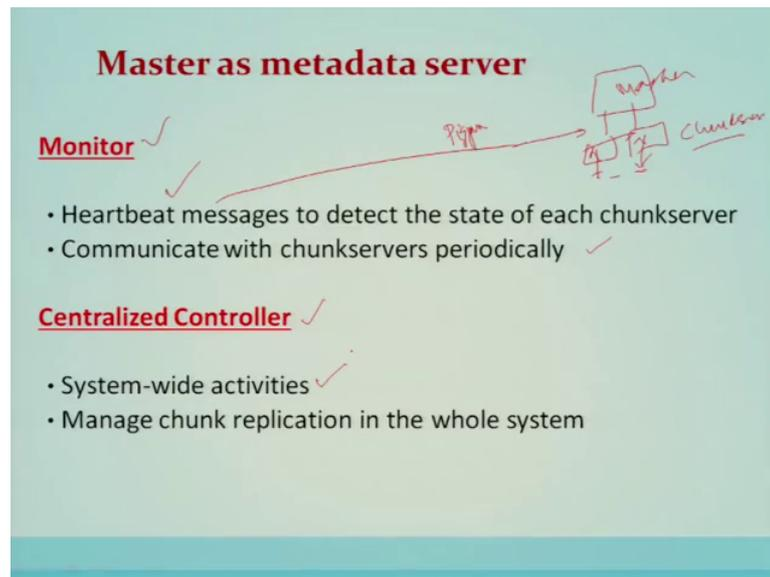 Master as metadata server
Master
Chunkser
Monitor
• Heartbeat messages to detect the state of each chunkserver
• Communicate with chunkservers periodically
Centralized Controller
• System-wide activities
• Manage chunk replication in the whole system